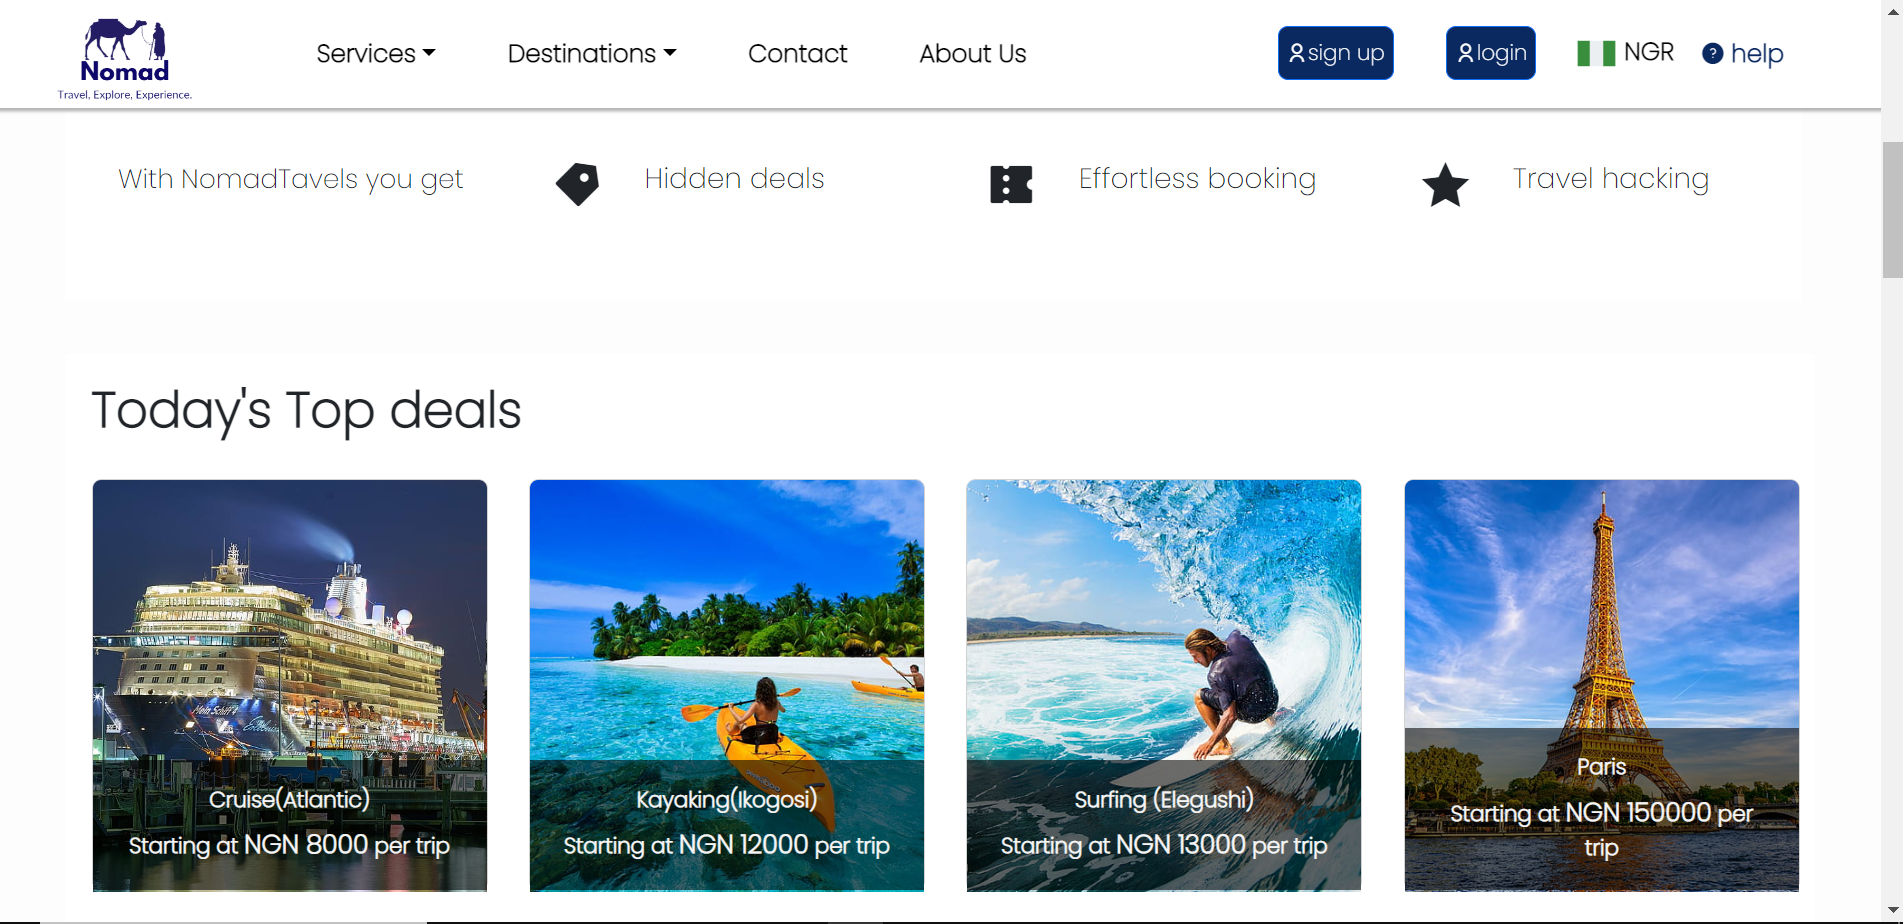 Nomad
Travel, Explore, Experience.
Services
Destinations
Contact
About Us
sign up
login
NGR
? help
With NomadTavels you get
Hidden deals
Effortless booking
Travel hacking
Today's Top deals
Mein Schiff 4
Cruise(Atlantic)
Starting at NGN 8000 per trip
Kayaking(Ikogosi)
Starting at NGN 12000 per trip
Surfing (Elegushi)
Starting at NGN 13000 per trip
Paris
Starting at NGN 150000 per
trip